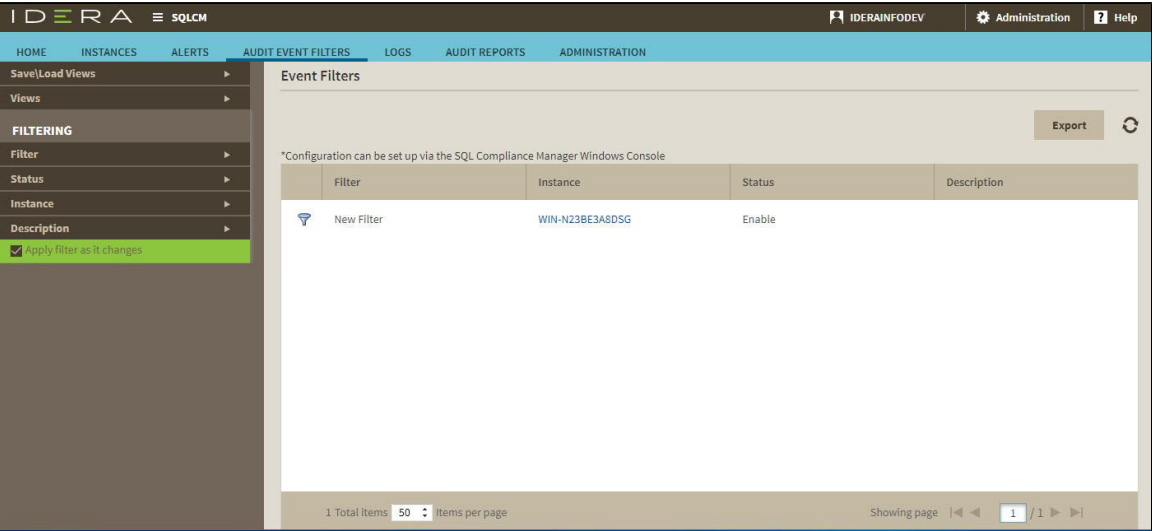 IDERA ≡ SQLCM IDERAINFODEV Administration ? Help
HOME INSTANCES ALERTS AUDIT EVENT FILTERS LOGS AUDIT REPORTS ADMINISTRATION
Save\Load Views
Views
FILTERING
Filter
Status
Instance
Description
Apply filter as it changes
Event Filters
Export
*Configuration can be set up via the SQL Compliance Manager Windows Console
Filter Instance Status Description
New Filter WIN-N23BE3A8DSG Enable
1 Total items 50 Items per page Showing page 1 / 1